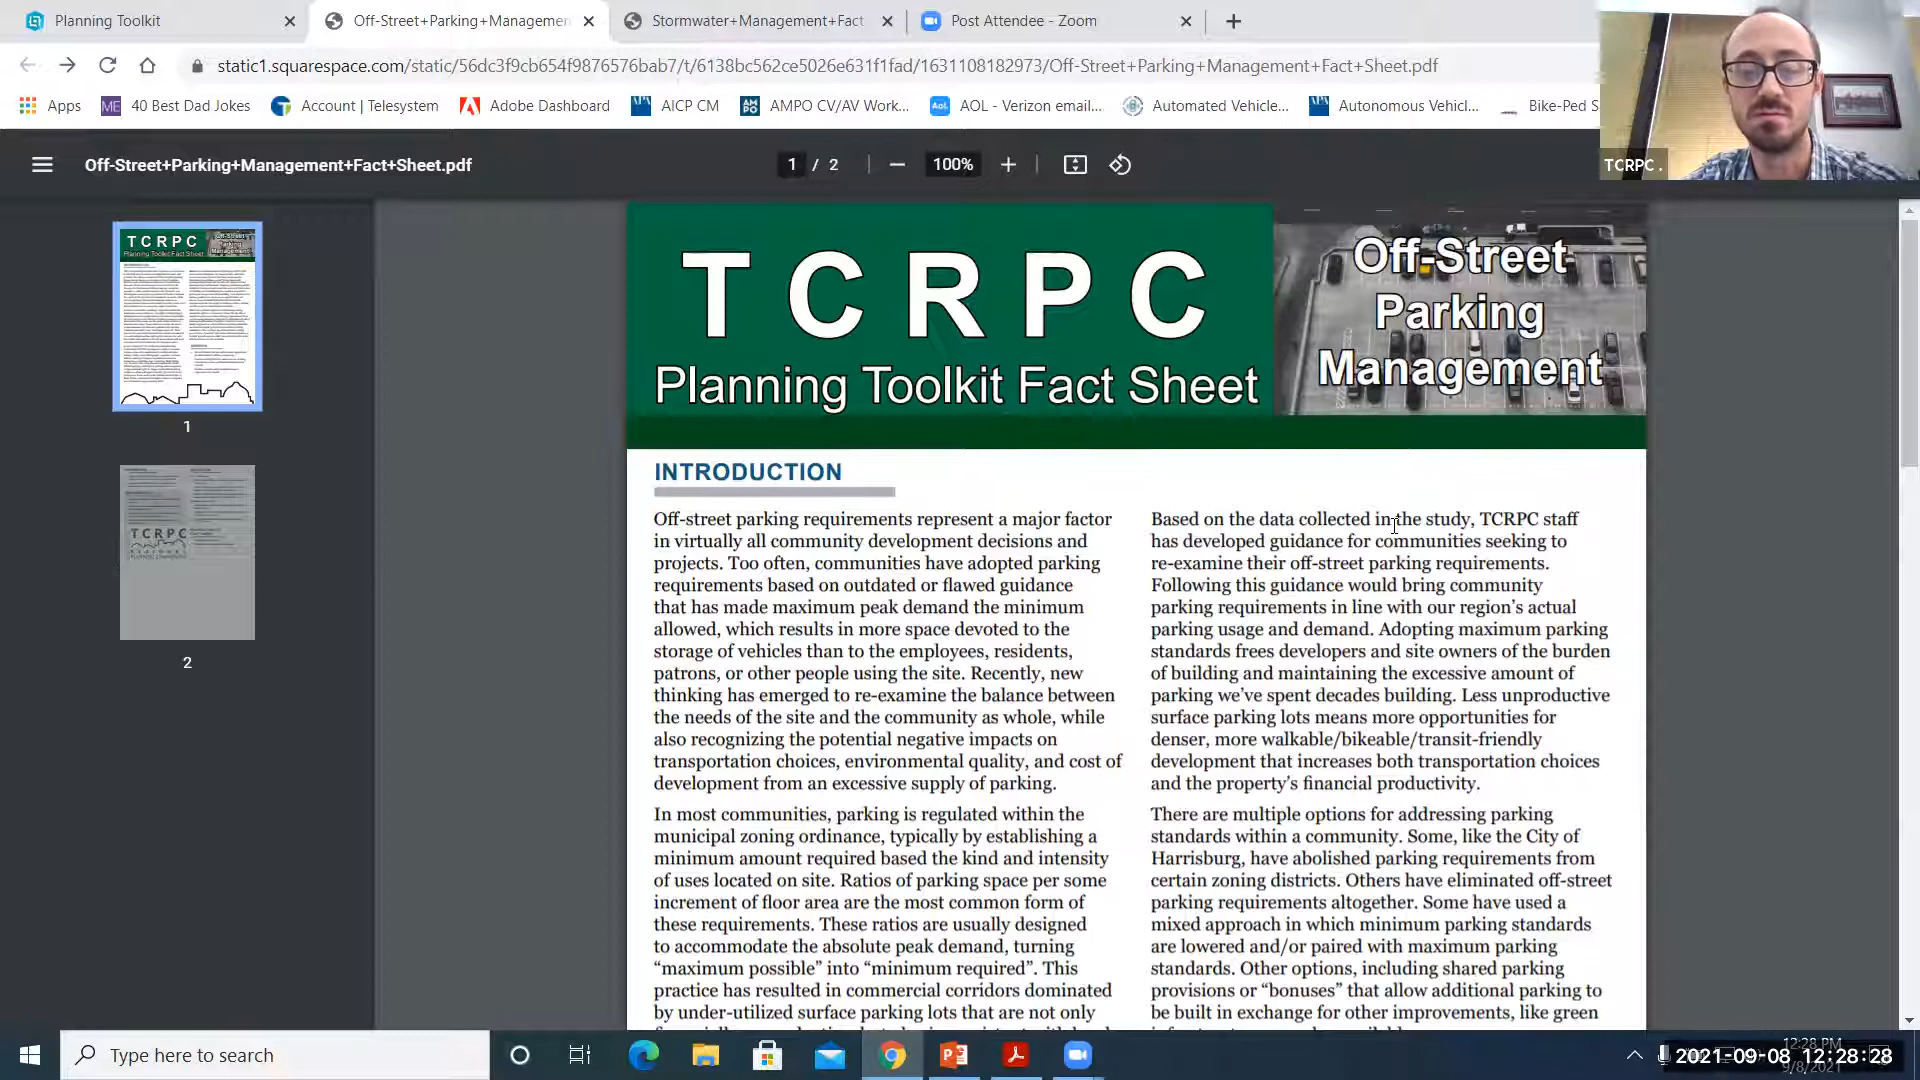 Planning Toolkit
Off-Street+Parking+Managemen
Stormwater+Management+Fact
Post Attendee - Zoom
static1.squarespace.com/static/56dc3f9cb654f9876576bab7/t/6138bc562ce5026e631f1fad/1631108182973/Off-Street+Parking+Management+Fact+Sheet.pdf
Apps
40 Best Dad Jokes
Account | Telesystem
Adobe Dashboard
AICP CM
AMPO CV/AV Work...
AOL - Verizon email...
Automated Vehicle...
Autonomous Vehicl...
Bike-Ped S
TCRPC .
Off-Street+Parking+Management+Fact+Sheet.pdf
1 / 2
100%
1
2
TCRPC
Planning Toolkit Fact Sheet
Off-Street
Parking
Management
INTRODUCTION
Off-street parking requirements represent a major factor
in virtually all community development decisions and
projects. Too often, communities have adopted parking
requirements based on outdated or flawed guidance
that has made maximum peak demand the minimum
allowed, which results in more space devoted to the
storage of vehicles than to the employees, residents,
patrons, or other people using the site. Recently, new
thinking has emerged to re-examine the balance between
the needs of the site and the community as whole, while
also recognizing the potential negative impacts on
transportation choices, environmental quality, and cost of
development from an excessive supply of parking.
In most communities, parking is regulated within the
municipal zoning ordinance, typically by establishing a
minimum amount required based the kind and intensity
of uses located on site. Ratios of parking space per some
increment of floor area are the most common form of
these requirements. These ratios are usually designed
to accommodate the absolute peak demand, turning
“maximum possible” into “minimum required”. This
practice has resulted in commercial corridors dominated
by under-utilized surface parking lots that are not only
Based on the data collected in the study, TCRPC staff
has developed guidance for communities seeking to
re-examine their off-street parking requirements.
Following this guidance would bring community
parking requirements in line with our region’s actual
parking usage and demand. Adopting maximum parking
standards frees developers and site owners of the burden
of building and maintaining the excessive amount of
parking we’ve spent decades building. Less unproductive
surface parking lots means more opportunities for
denser, more walkable/bikeable/transit-friendly
development that increases both transportation choices
and the property’s financial productivity.
There are multiple options for addressing parking
standards within a community. Some, like the City of
Harrisburg, have abolished parking requirements from
certain zoning districts. Others have eliminated off-street
parking requirements altogether. Some have used a
mixed approach in which minimum parking standards
are lowered and/or paired with maximum parking
standards. Other options, including shared parking
provisions or “bonuses” that allow additional parking to
be built in exchange for other improvements, like green
Type here to search
12:28 PM
2021-09-08 12:28:28
9/8/2021